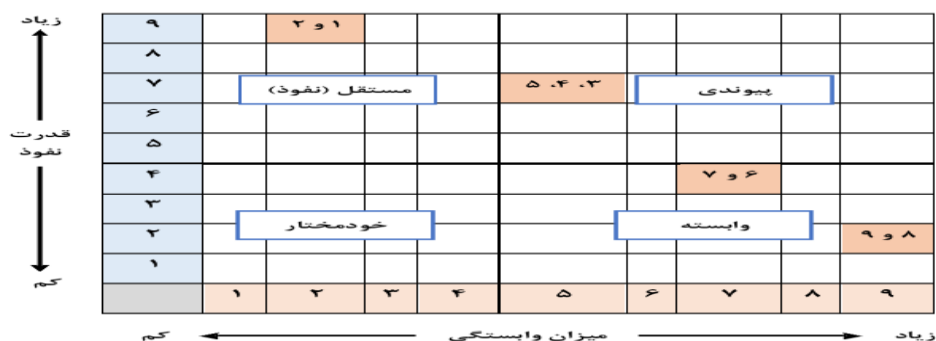 زیاد
۹
۱ و ۲
۸
۷
مستقل (نفوذ)
۳، ۴، ۵
پیوندی
۶
قدرت
نفوذ
۵
۴
۶ و ۷
۳
خودمختار
وابسته
۲
۸ و ۹
۱
کم
۱ ۲ ۳ ۴ ۵ ۶ ۷ ۸ ۹
کم
میزان وابستگی
زیاد